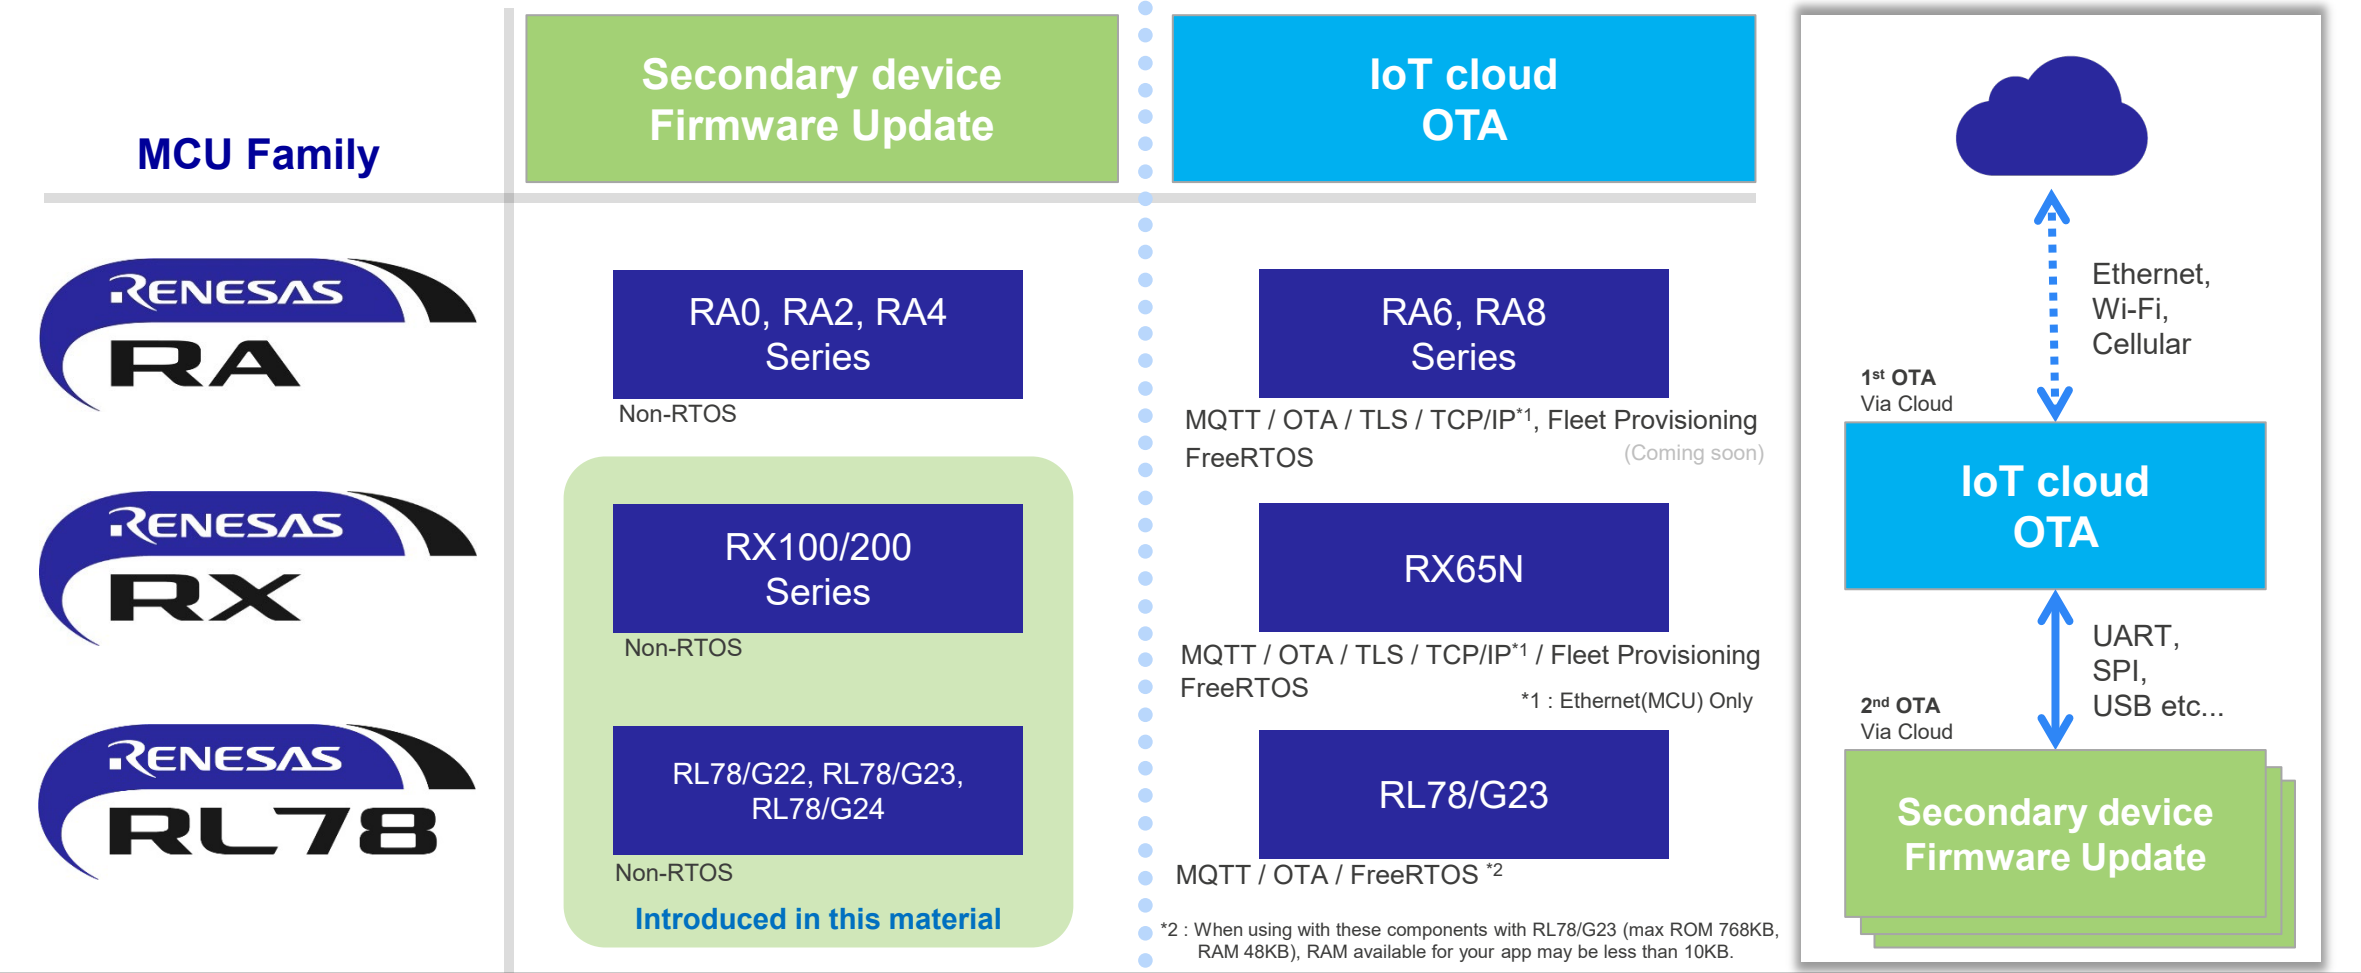 MCU Family
Secondary device
Firmware Update
IoT cloud
OTA
RENESAS
RA
RA0, RA2, RA4
Series
Non-RTOS
RA6, RA8
Series
MQTT / OTA / TLS / TCP/IP*1, Fleet Provisioning
(Coming soon)
FreeRTOS
RENESAS
RX
RX100/200
Series
Non-RTOS
RX65N
MQTT / OTA / TLS / TCP/IP*1 / Fleet Provisioning
FreeRTOS
*1 : Ethernet(MCU) Only
RENESAS
RL78
RL78/G22, RL78/G23,
RL78/G24
Non-RTOS
Introduced in this material
RL78/G23
MQTT / OTA / FreeRTOS *2
*2 : When using with these components with RL78/G23 (max ROM 768KB,
RAM 48KB), RAM available for your app may be less than 10KB.
Ethernet,
Wi-Fi,
Cellular
1st OTA
Via Cloud
IoT cloud
OTA
UART,
SPI,
USB etc...
2nd OTA
Via Cloud
Secondary device
Firmware Update